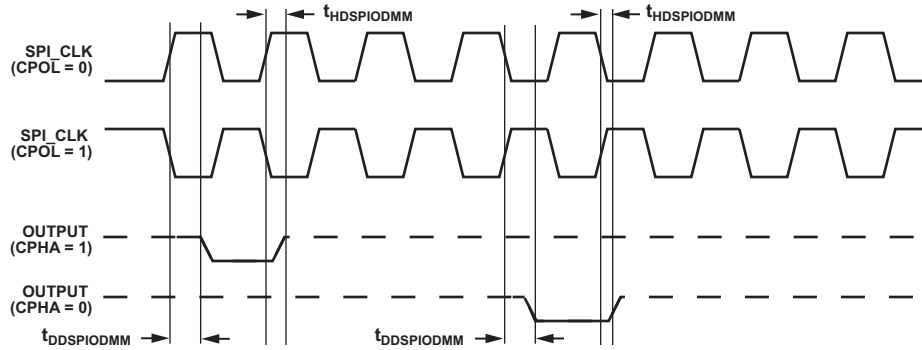 tHDSPIODMM
tHDSPIODMM
SPI_CLK
(CPOL = 0)
SPI_CLK
(CPOL = 1)
OUTPUT
(CPHA = 1)
OUTPUT
(CPHA = 0)
tDDSPIODMM
tDDSPIODMM